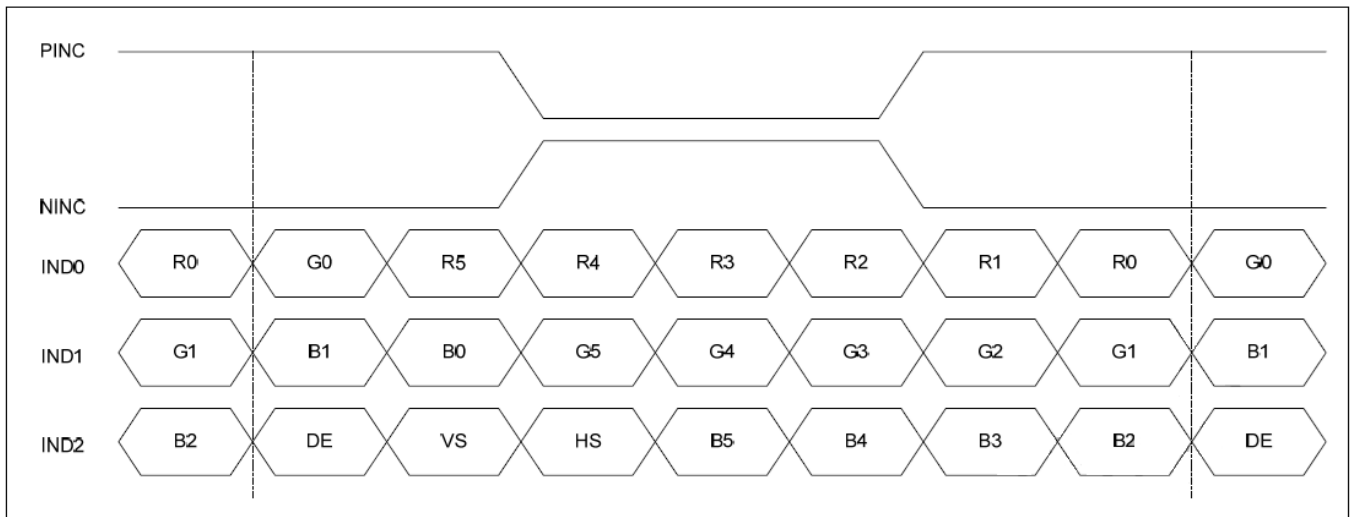 PINC
NINC
IND0 R0 G0 R5 R4 R3 R2 R1 R0 G0
IND1 G1 B1 B0 G5 G4 G3 G2 G1 B1
IND2 B2 DE VS HS B5 B4 B3 B2 DE